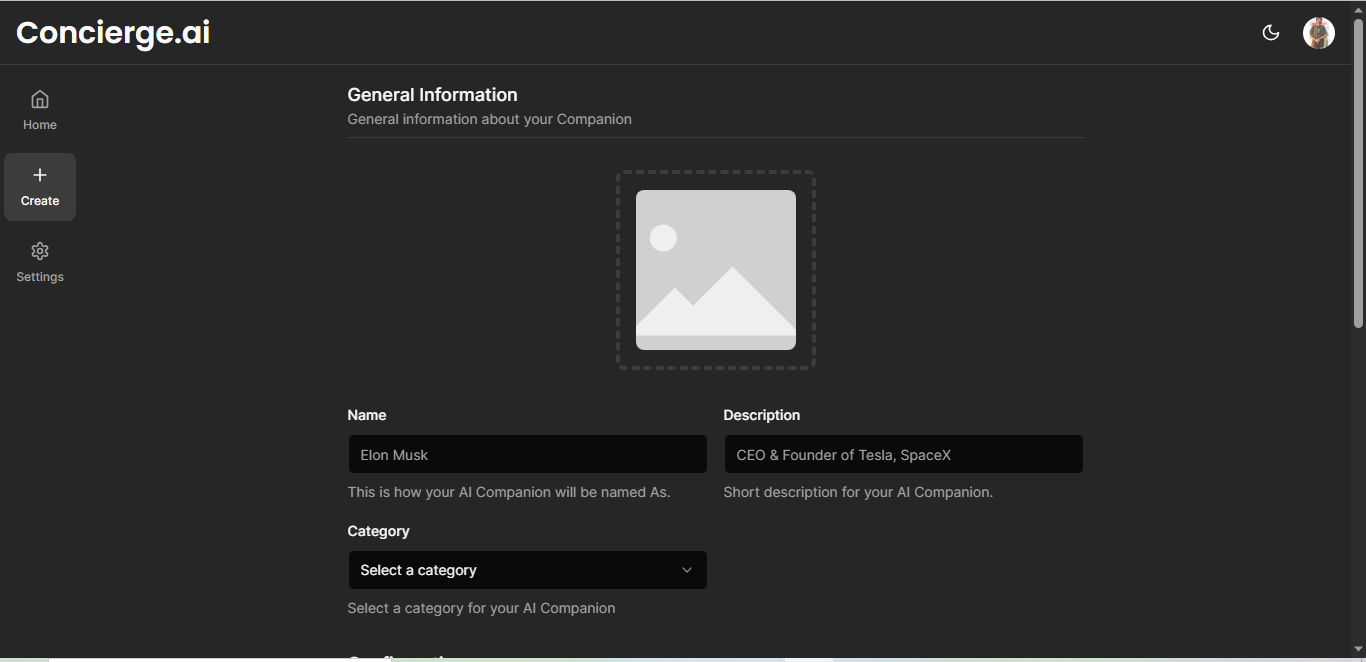 Concierge.ai
Home
Create
Settings
General Information
General information about your Companion
Name
Elon Musk
This is how your AI Companion will be named As.
Description
CEO & Founder of Tesla, SpaceX
Short description for your AI Companion.
Category
Select a category
Select a category for your AI Companion